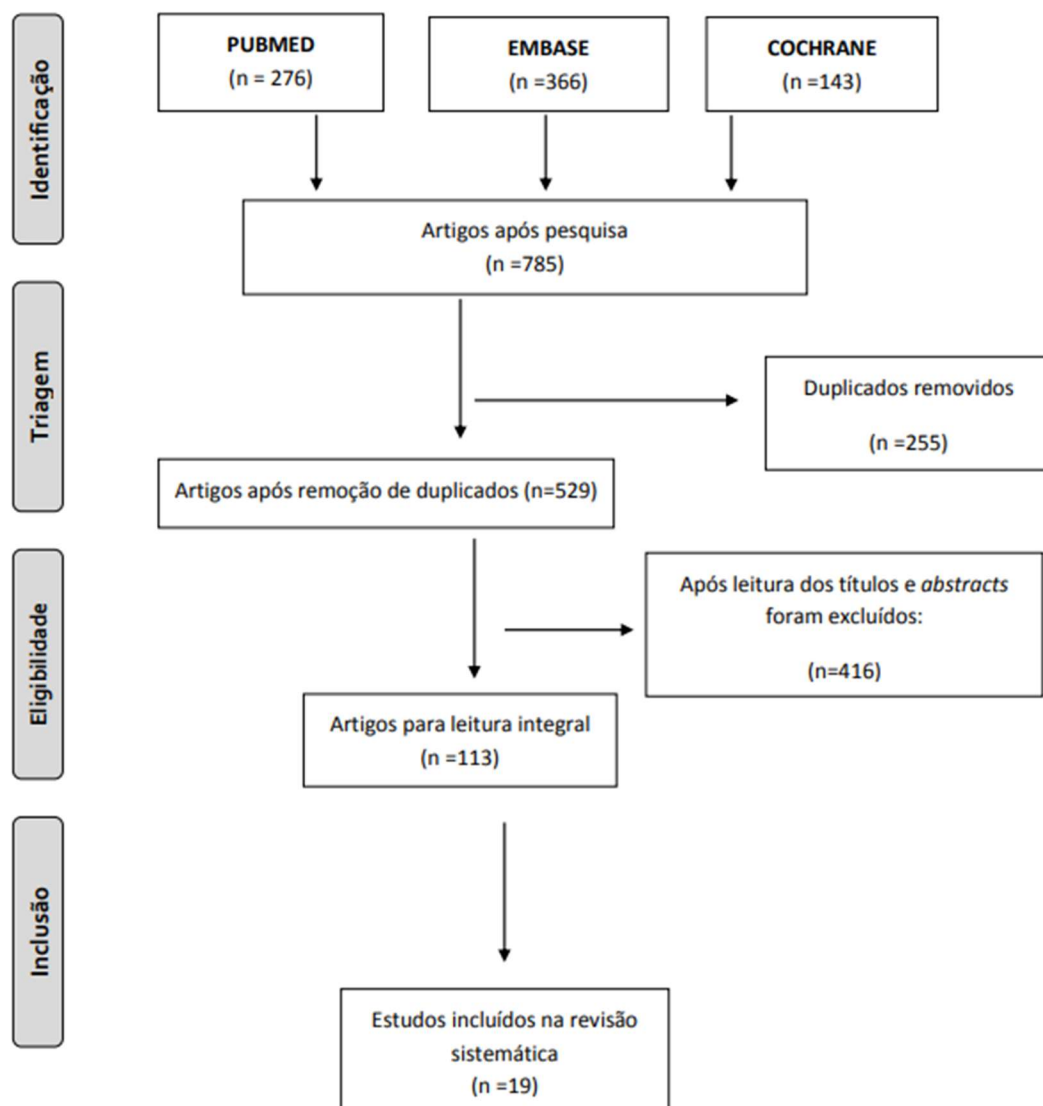 Identificação
PUBMED
(n = 276)
EMBASE
(n =366)
COCHRANE
(n =143)
Artigos após pesquisa
(n =785)
Triagem
Duplicados removidos
(n =255)
Artigos após remoção de duplicados (n=529)
Eligibilidade
Após leitura dos títulos e abstracts
foram excluídos:
(n=416)
Artigos para leitura integral
(n =113)
Inclusão
Estudos incluídos na revisão
sistemática
(n =19)